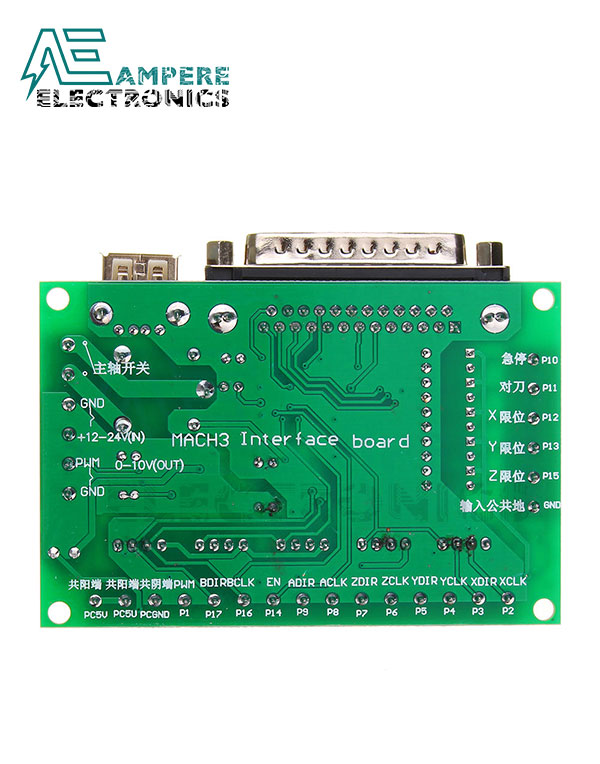 AE AMPERE
ELECTRONICS
主轴开关
GND
+12-24V(IN)
PWM 0-10V(OUT)
GND
MACH3 Interface board
急停 P10
对刀 P11
X限位 P12
Y限位 P13
Z限位 P15
输入公共地 GND
ELECTRONICS
共阳端 共阳端 共阴端 PWM BDIR BCLK EN ADIR ACLK ZDIR ZCLK YDIR YCLK XDIR XCLK
PC5V PC5V PCGND P1 P17 P16 P14 P9 P8 P7 P6 P5 P4 P3 P2